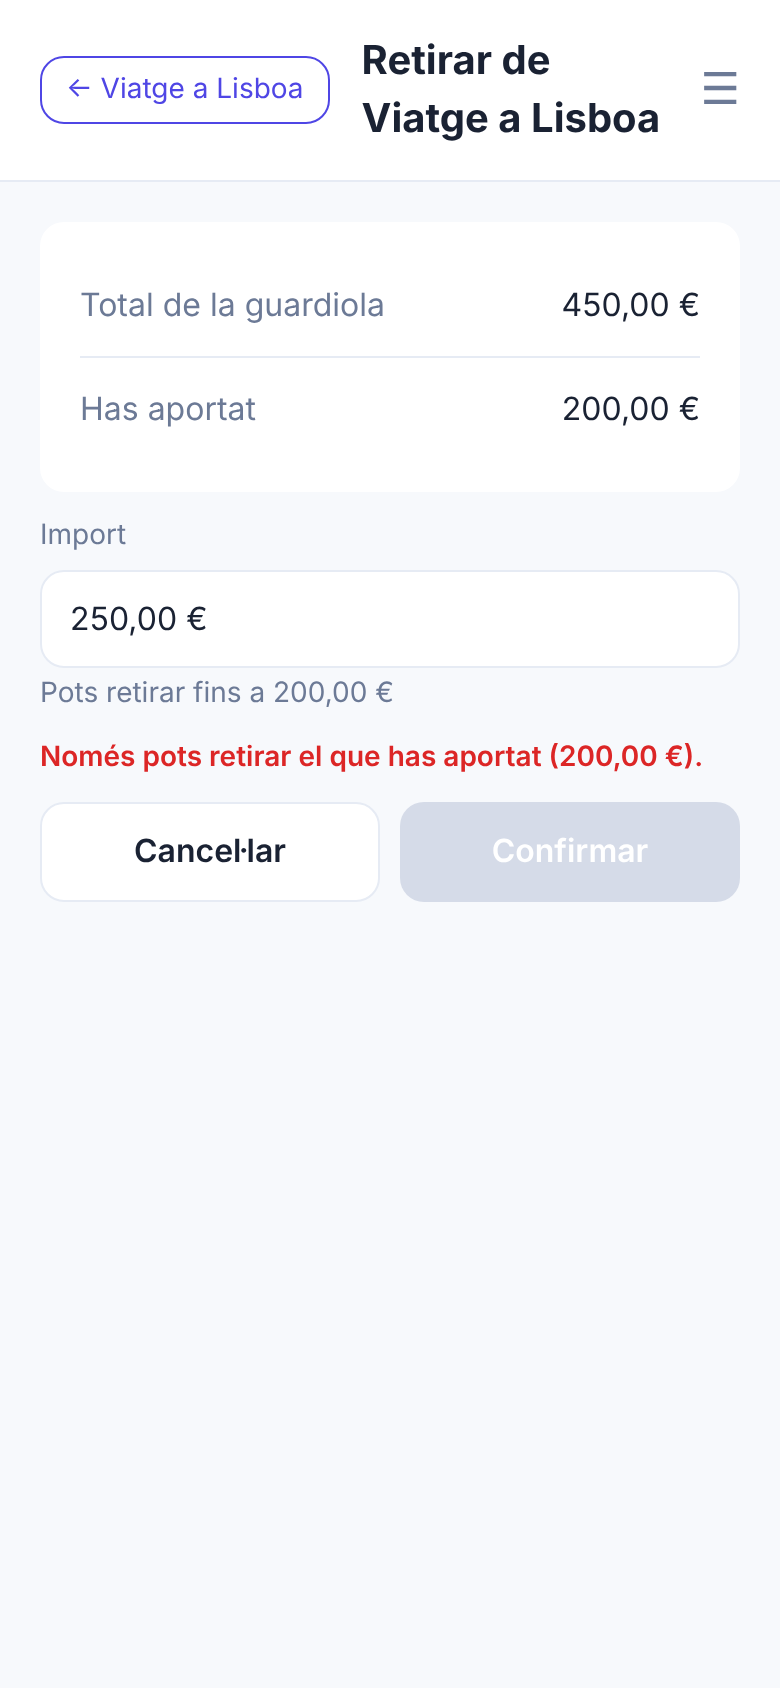 ← Viatge a Lisboa
Retirar de
Viatge a Lisboa
Total de la guardiola 450,00 €
Has aportat 200,00 €
Import
250,00 €
Pots retirar fins a 200,00 €
Només pots retirar el que has aportat (200,00 €).
Cancel·lar Confirmar